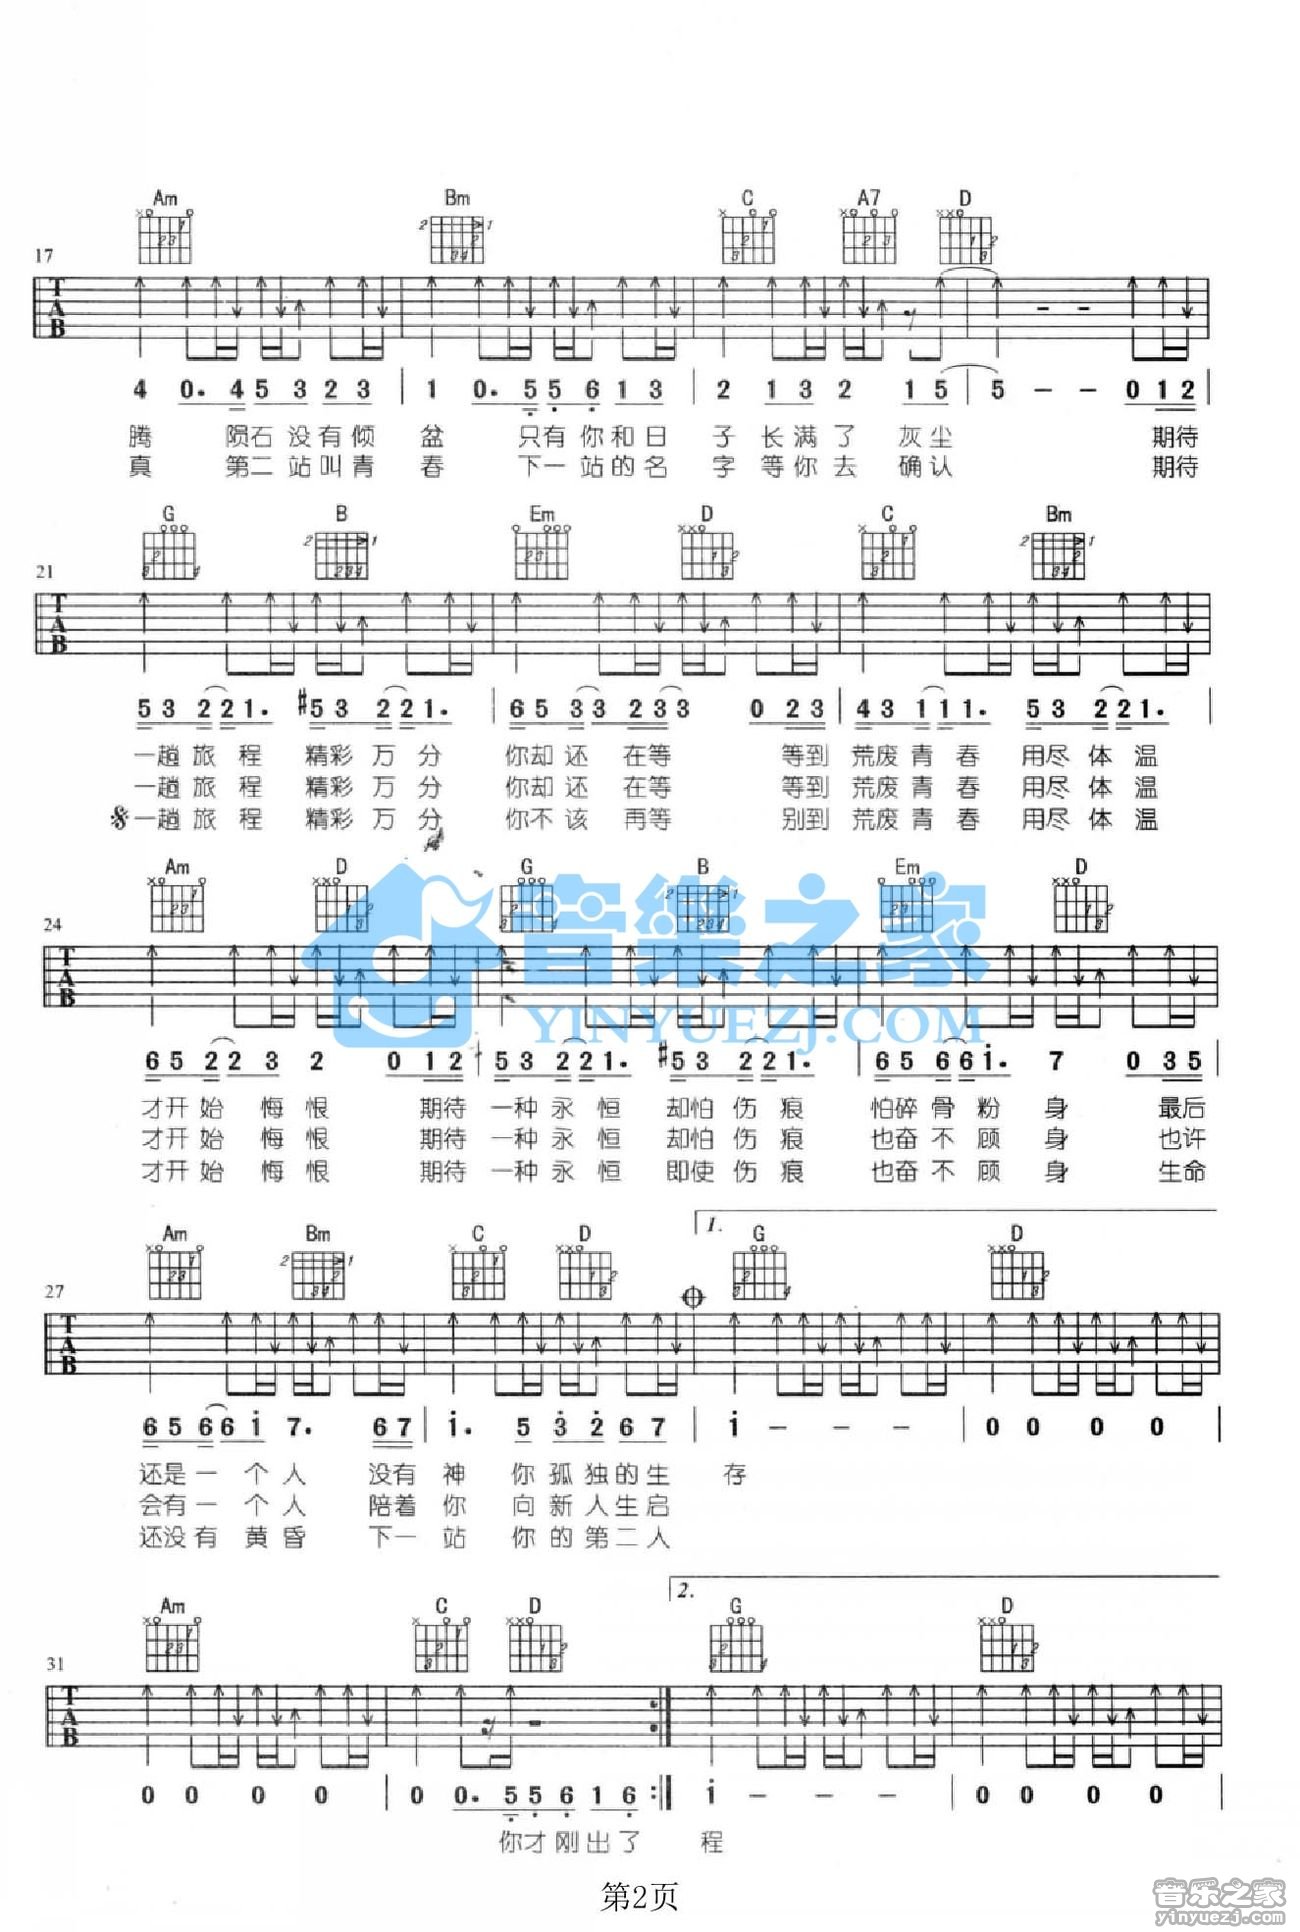 Am Bm C A7 D
17
4 0. 4 5 3 2 3 | 1 0. 5 5 6 1 3 | 2 1 3 2 1 5 | 5 - - 0 1 2 |
腾 陨石没有倾 盆 只有你和日 子长满了 灰尘 期待
真 第二站叫青 春 下一站的名 字等你去 确认 期待
G B Em D C Bm
21
5 3 2 2 1. #5 3 2 2 1. | 6 5 3 3 2 3 3 0 2 3 | 4 3 1 1 1. 5 3 2 2 1. |
一趟旅程 精彩万分 你却还在等 等到荒废青春 用尽体温
一趟旅程 精彩万分 你却还在等 等到荒废青春 用尽体温
一趟旅程 精彩万分 你不该再等 别到荒废青春 用尽体温
Am D G B Em D
24
音樂之家
YINYUEZJ.COM
6 5 2 2 3 2 0 1 2 | 5 3 2 2 1. #5 3 2 2 1. | 6 5 6 6 i. 7 0 3 5 |
才开始悔恨 期待一种永恒 却怕伤痕 怕碎骨粉身 最后
才开始悔恨 期待一种永恒 却怕伤痕 也奋不顾身 也许
才开始悔恨 期待一种永恒 即使伤痕 也奋不顾身 生命
1.
Am Bm C D G D
27
6 5 6 6 i 7. 6 7 | i. 5 3 2 6 7 | i - - - | 0 0 0 0 |
还是一个人 没有神 你孤独的生 存
会有一个人 陪着你 向新人生启
还没有黄昏 下一站 你的第二人
2.
Am C D G D
31
0 0 0 0 | 0 0. 5 5 6 1 6 :| i - - - | 0 0 0 0 |
你才刚出了 程
第2页
音乐之家
yinyuezj.com